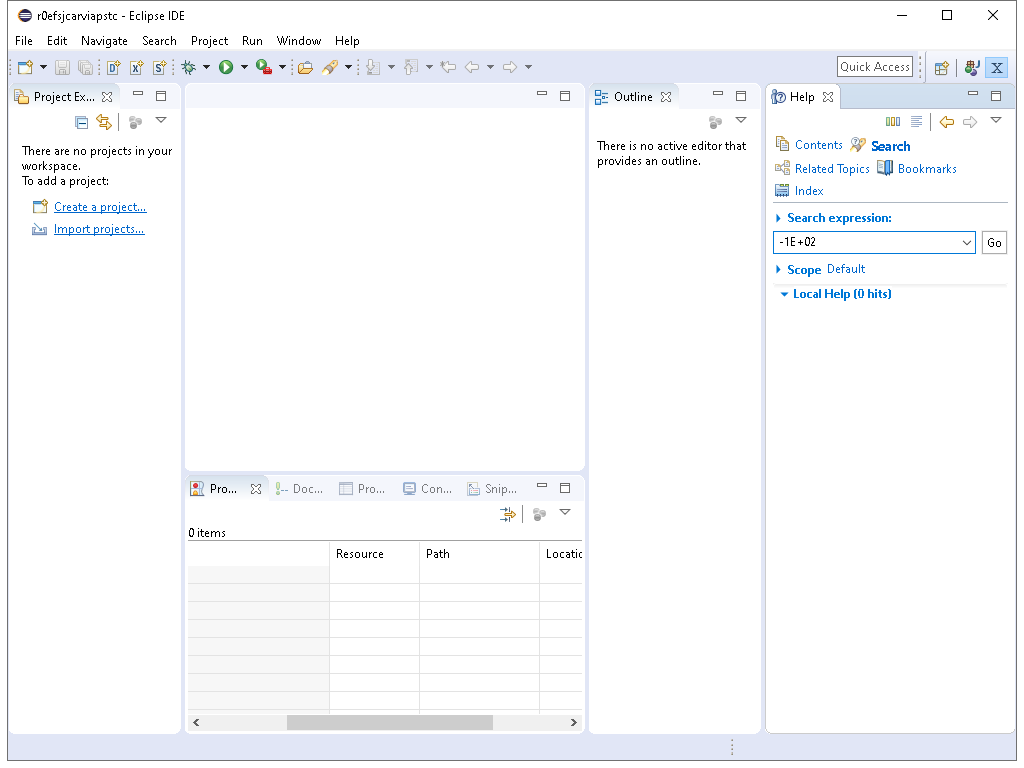 r0efsjcarviapstc - Eclipse IDE
File Edit Navigate Search Project Run Window Help
Quick Access
Project Ex...
There are no projects in your
workspace.
To add a project:
Create a project...
Import projects...
Outline
There is no active editor that
provides an outline.
Help
Contents Search
Related Topics Bookmarks
Index
Search expression:
-1E+02 Go
Scope Default
Local Help (0 hits)
Pro... Doc... Pro... Con... Snip...
0 items
Resource Path Locatic